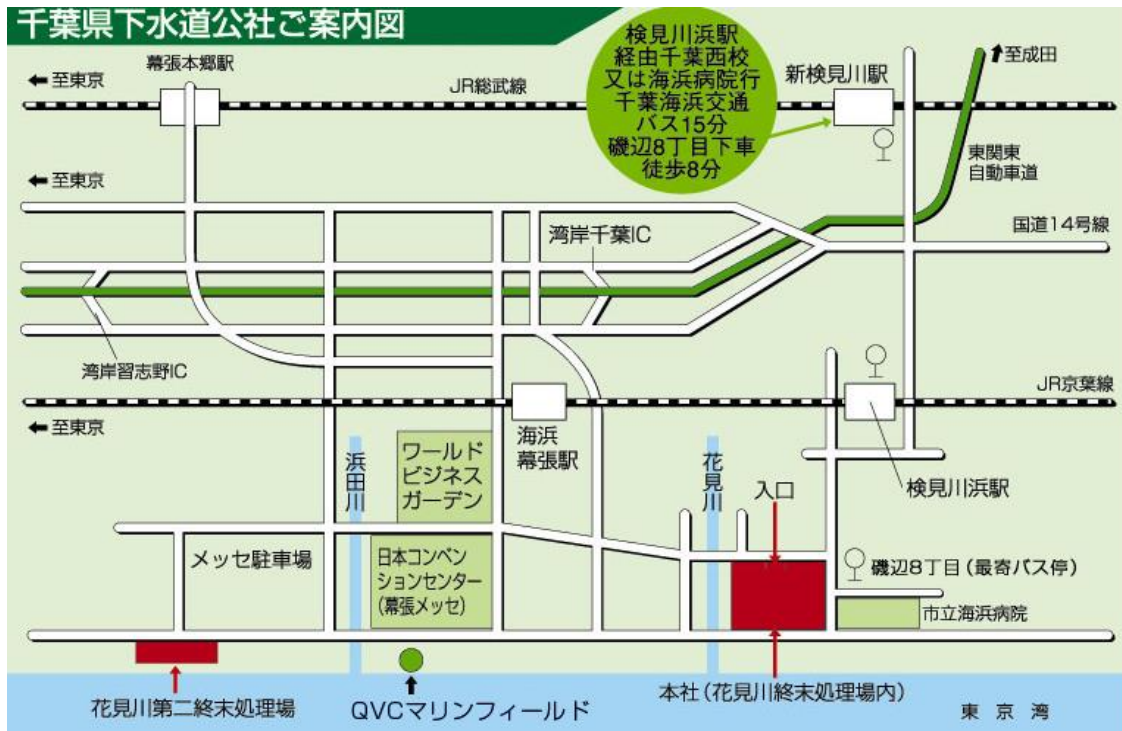 千葉県下水道公社ご案内図
検見川浜駅
経由千葉西校
又は海浜病院行
千葉海浜交通
バス15分
磯辺8丁目下車
徒歩8分
至成田
幕張本郷駅
至東京
JR総武線
新検見川駅
東関東
自動車道
至東京
国道14号線
湾岸千葉IC
湾岸習志野IC
JR京葉線
至東京
海浜
幕張駅
ワールド
ビジネス
ガーデン
浜田川
花見川
検見川浜駅
入口
メッセ駐車場
日本コンベン
ションセンター
(幕張メッセ)
磯辺8丁目(最寄バス停)
市立海浜病院
花見川第二終末処理場
QVCマリンフィールド
本社(花見川終末処理場内)
東京湾